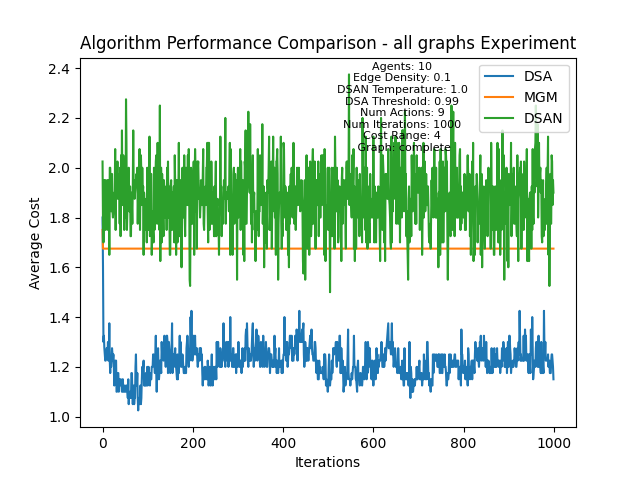 Algorithm Performance Comparison - all graphs Experiment
Agents: 10
Edge Density: 0.1
DSAN Temperature: 1.0
DSA Threshold: 0.99
Num Actions: 9
Num Iterations: 1000
Cost Range: 4
Graph: complete
DSA
MGM
DSAN
Average Cost
2.4
2.2
2.0
1.8
1.6
1.4
1.2
1.0
0
200
400
600
800
1000
Iterations